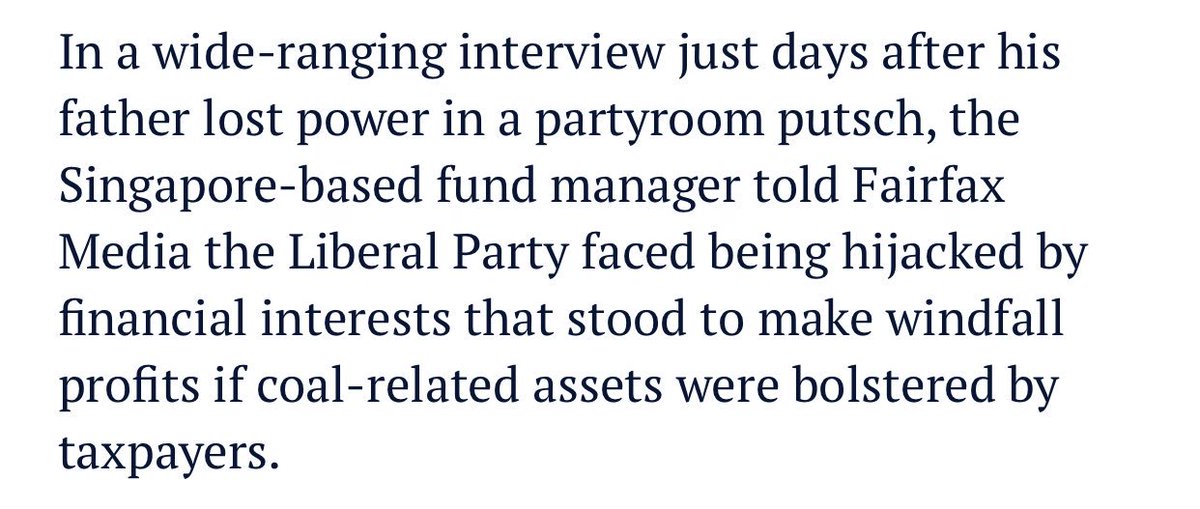 In a wide-ranging interview just days after his
father lost power in a partyroom putsch, the
Singapore-based fund manager told Fairfax
Media the Liberal Party faced being hijacked by
financial interests that stood to make windfall
profits if coal-related assets were bolstered by
taxpayers.